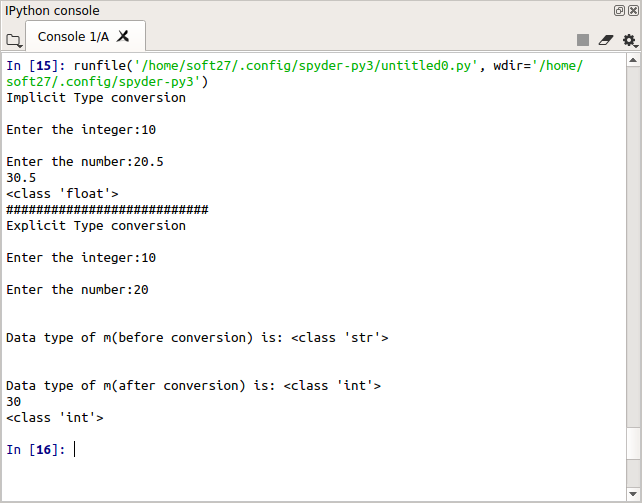 IPython console
Console 1/A
In [15]: runfile('/home/soft27/.config/spyder-py3/untitled0.py', wdir='/home/
soft27/.config/spyder-py3')
Implicit Type conversion
Enter the integer:10
Enter the number:20.5
30.5
<class 'float'>
###########################
Explicit Type conversion
Enter the integer:10
Enter the number:20
Data type of m(before conversion) is: <class 'str'>
Data type of m(after conversion) is: <class 'int'>
30
<class 'int'>
In [16]: